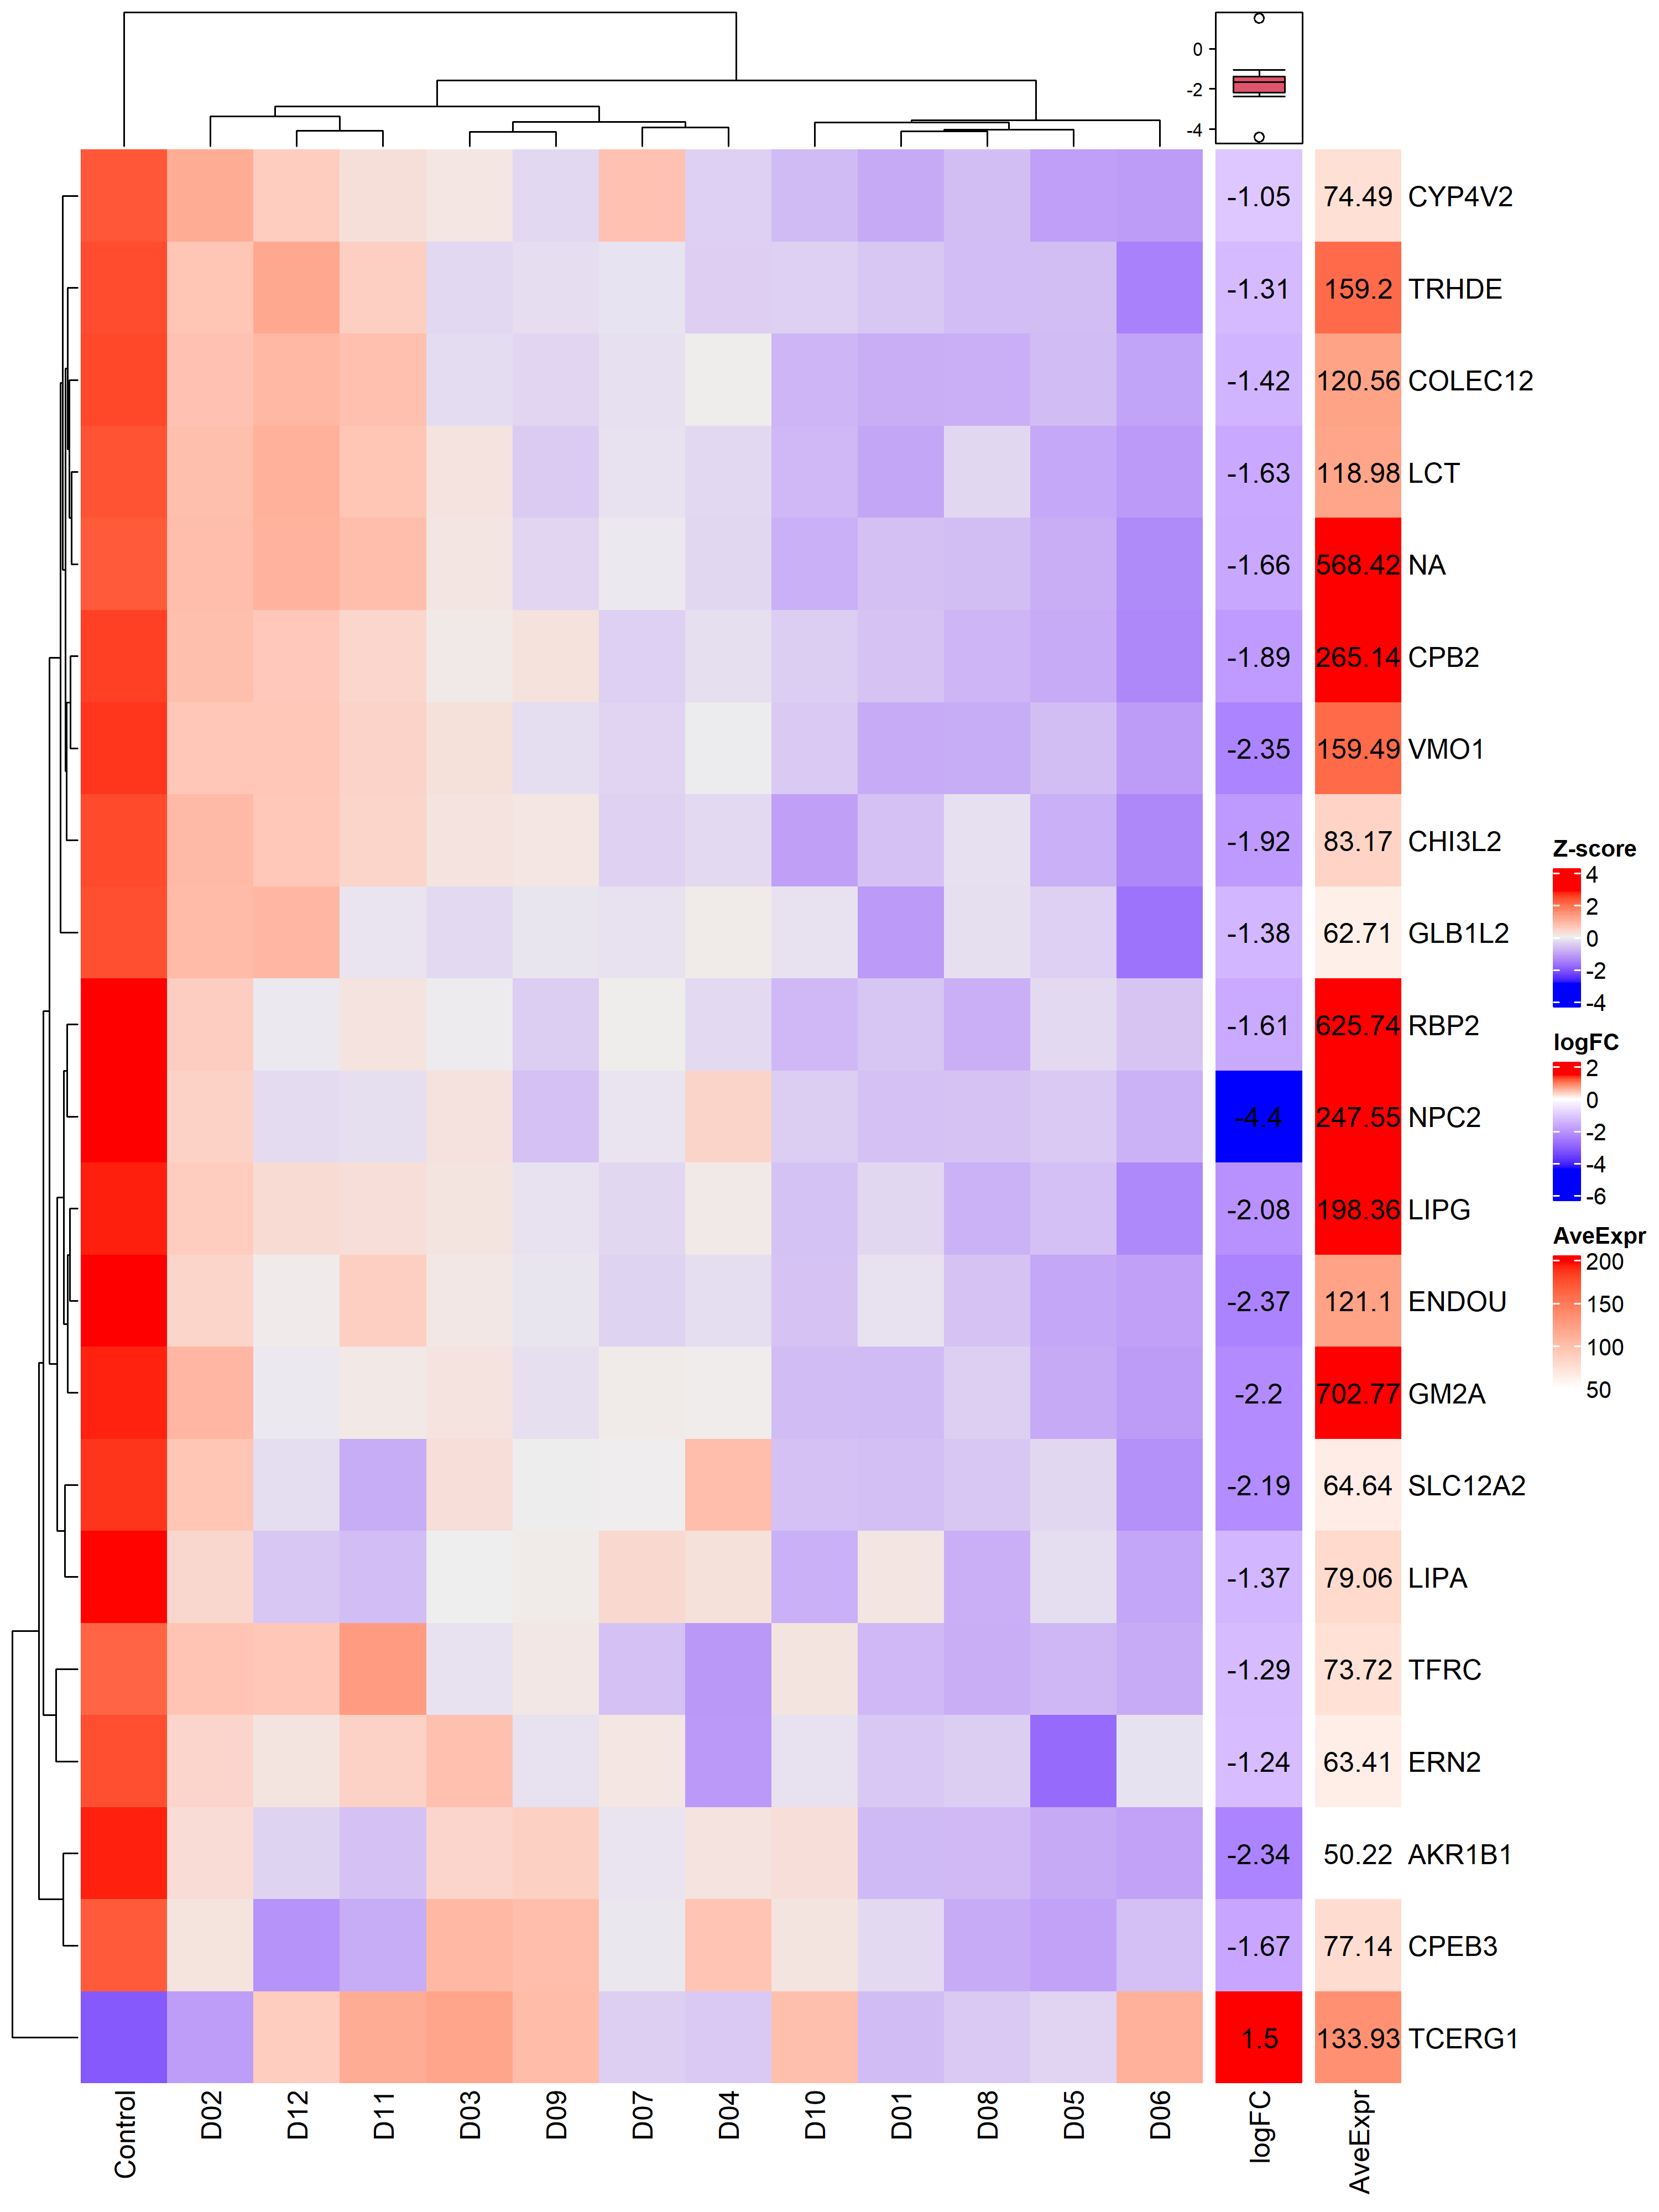 0
-2
-4
-1.05 74.49 CYP4V2
-1.31 159.2 TRHDE
-1.42 120.56 COLEC12
-1.63 118.98 LCT
-1.66 568.42 NA
-1.89 265.14 CPB2
-2.35 159.49 VMO1
-1.92 83.17 CHI3L2
-1.38 62.71 GLB1L2
-1.61 625.74 RBP2
-4.4 247.55 NPC2
-2.08 198.36 LIPG
-2.37 121.1 ENDOU
-2.2 702.77 GM2A
-2.19 64.64 SLC12A2
-1.37 79.06 LIPA
-1.29 73.72 TFRC
-1.24 63.41 ERN2
-2.34 50.22 AKR1B1
-1.67 77.14 CPEB3
1.5 133.93 TCERG1
Control D02 D12 D11 D03 D09 D07 D04 D10 D01 D08 D05 D06 logFC AveExpr
Z-score
4
2
0
-2
-4
logFC
2
0
-2
-4
-6
AveExpr
200
150
100
50